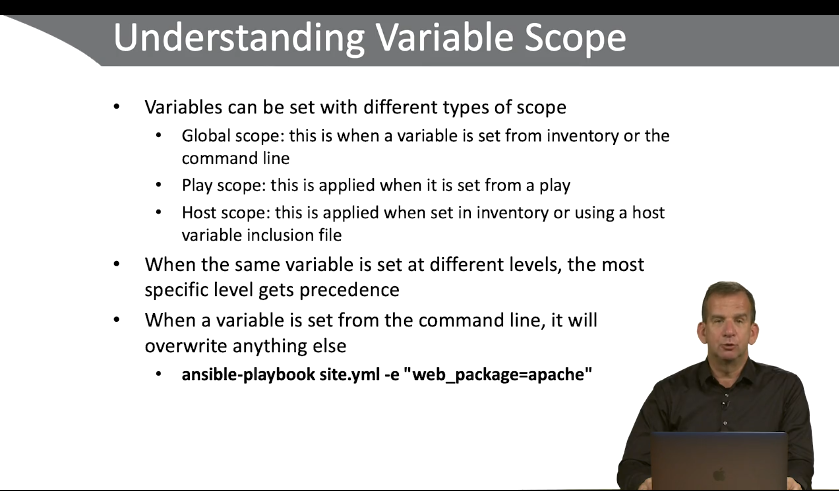 Understanding Variable Scope
• Variables can be set with different types of scope
• Global scope: this is when a variable is set from inventory or the
command line
• Play scope: this is applied when it is set from a play
• Host scope: this is applied when set in inventory or using a host
variable inclusion file
• When the same variable is set at different levels, the most
specific level gets precedence
• When a variable is set from the command line, it will
overwrite anything else
• ansible-playbook site.yml -e "web_package=apache"